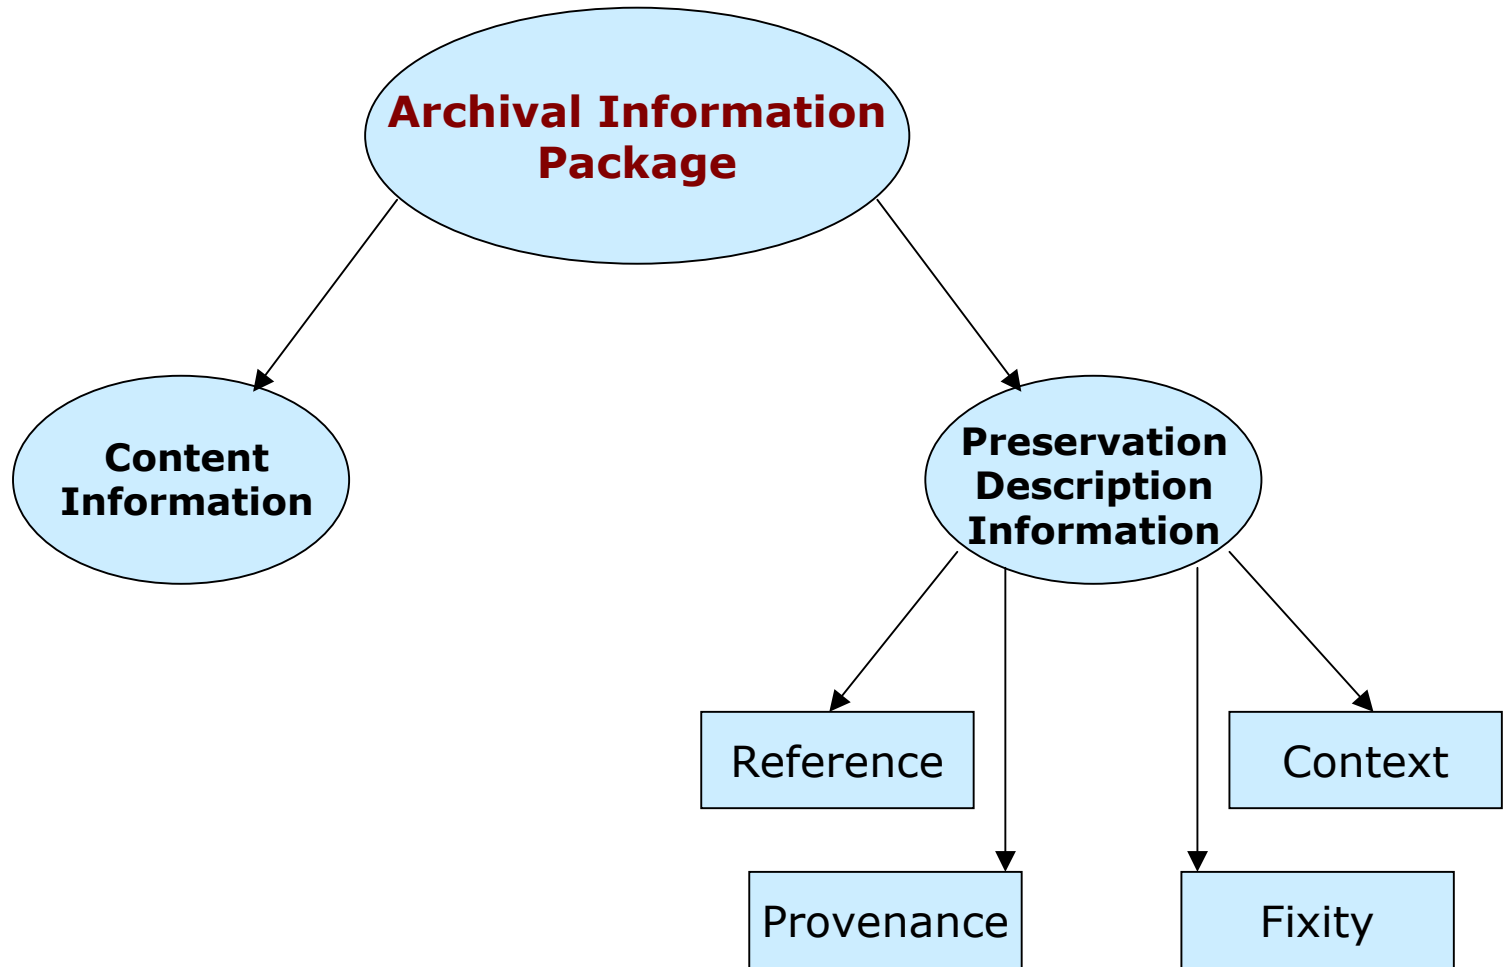 Archival Information
Package
Content
Information
Preservation
Description
Information
Reference
Context
Provenance
Fixity